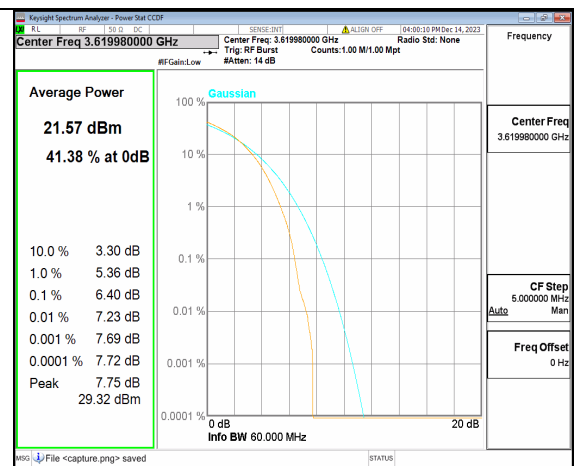 Keysight Spectrum Analyzer - Power Stat CCDF
LXI RL RF 50 Ω DC SENSE:INT ALIGN OFF 04:00:10 PM Dec 14, 2023
Center Freq 3.619980000 GHz
Center Freq: 3.619980000 GHz Radio Std: None
Trig: RF Burst Counts:1.00 M/1.00 Mpt
#IFGain:Low #Atten: 14 dB
Frequency
Average Power
21.57 dBm
41.38 % at 0dB
10.0 % 3.30 dB
1.0 % 5.36 dB
0.1 % 6.40 dB
0.01 % 7.23 dB
0.001 % 7.69 dB
0.0001 % 7.72 dB
Peak 7.75 dB
29.32 dBm
Gaussian
100 %
10 %
1 %
0.1 %
0.01 %
0.001 %
0.0001 %
0 dB 20 dB
Info BW 60.000 MHz
Center Freq
3.619980000 GHz
CF Step
5.000000 MHz
Auto Man
Freq Offset
0 Hz
MSG File <capture.png> saved STATUS